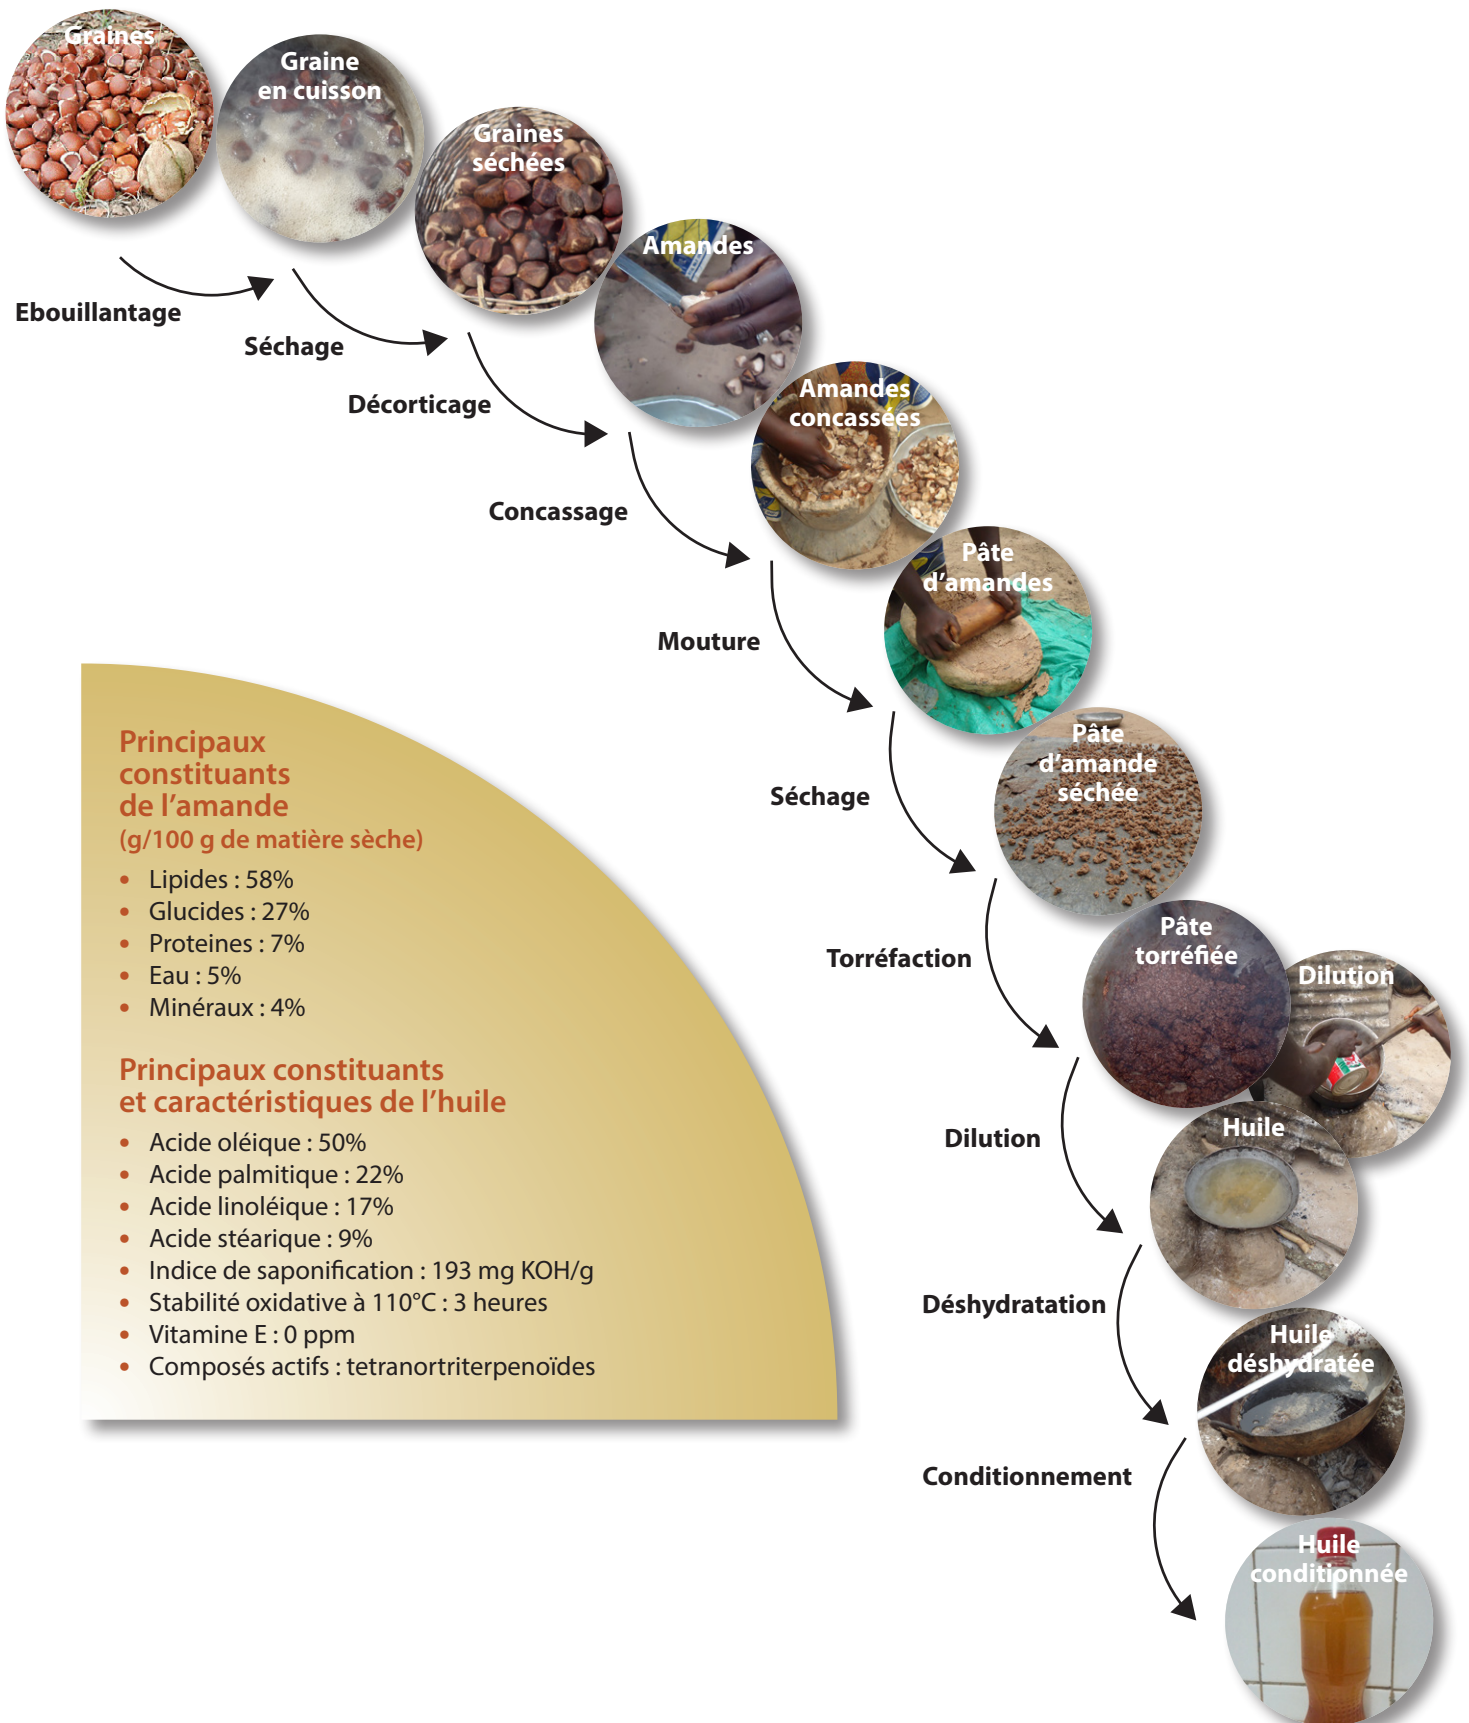 Graines
Graine
en cuisson
Graines
séchées
Amandes
Amandes
concassées
Pâte
d’amandes
Pâte
d’amande
séchée
Pâte
torréfiée
Dilution
Huile
Huile
déshydratée
Huile
conditionnée
Ebouillantage
Séchage
Décorticage
Concassage
Mouture
Séchage
Torréfaction
Dilution
Déshydratation
Conditionnement
Principaux
constituants
de l’amande
(g/100 g de matière sèche)
• Lipides : 58%
• Glucides : 27%
• Proteines : 7%
• Eau : 5%
• Minéraux : 4%
Principaux constituants
et caractéristiques de l’huile
• Acide oléique : 50%
• Acide palmitique : 22%
• Acide linoléique : 17%
• Acide stéarique : 9%
• Indice de saponification : 193 mg KOH/g
• Stabilité oxidative à 110°C : 3 heures
• Vitamine E : 0 ppm
• Composés actifs : tetranortriterpenoïdes